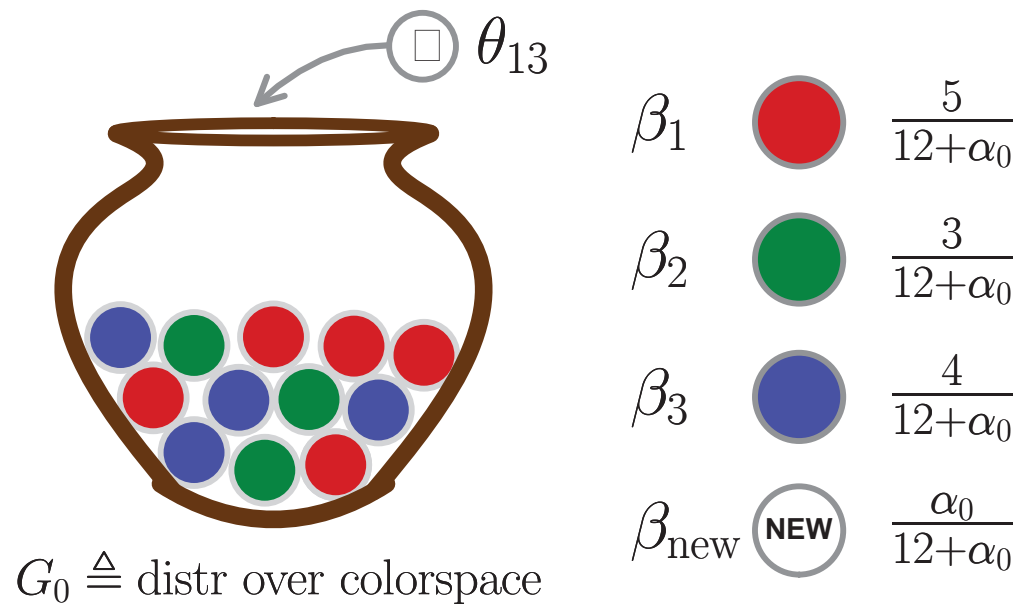 □ θ₁₃
β₁ 5/(12+α₀)
β₂ 3/(12+α₀)
β₃ 4/(12+α₀)
β_new NEW α₀/(12+α₀)
G₀ ≜ distr over colorspace